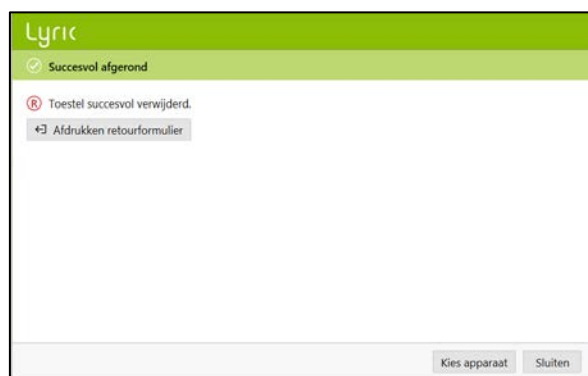 Lyric
Succesvol afgerond
R Toestel succesvol verwijderd.
Afdrukken retourformulier
Kies apparaat Sluiten